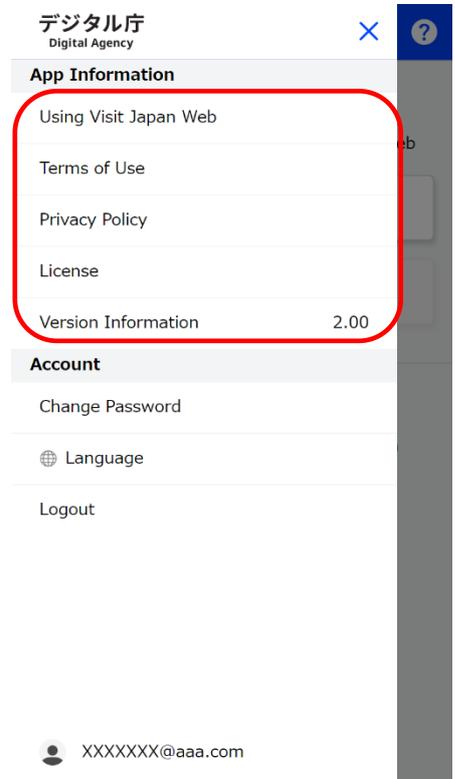 デジタル庁
Digital Agency
App Information
Using Visit Japan Web
Terms of Use
Privacy Policy
License
Version Information 2.00
Account
Change Password
Language
Logout
XXXXXXX@aaa.com
?
eb